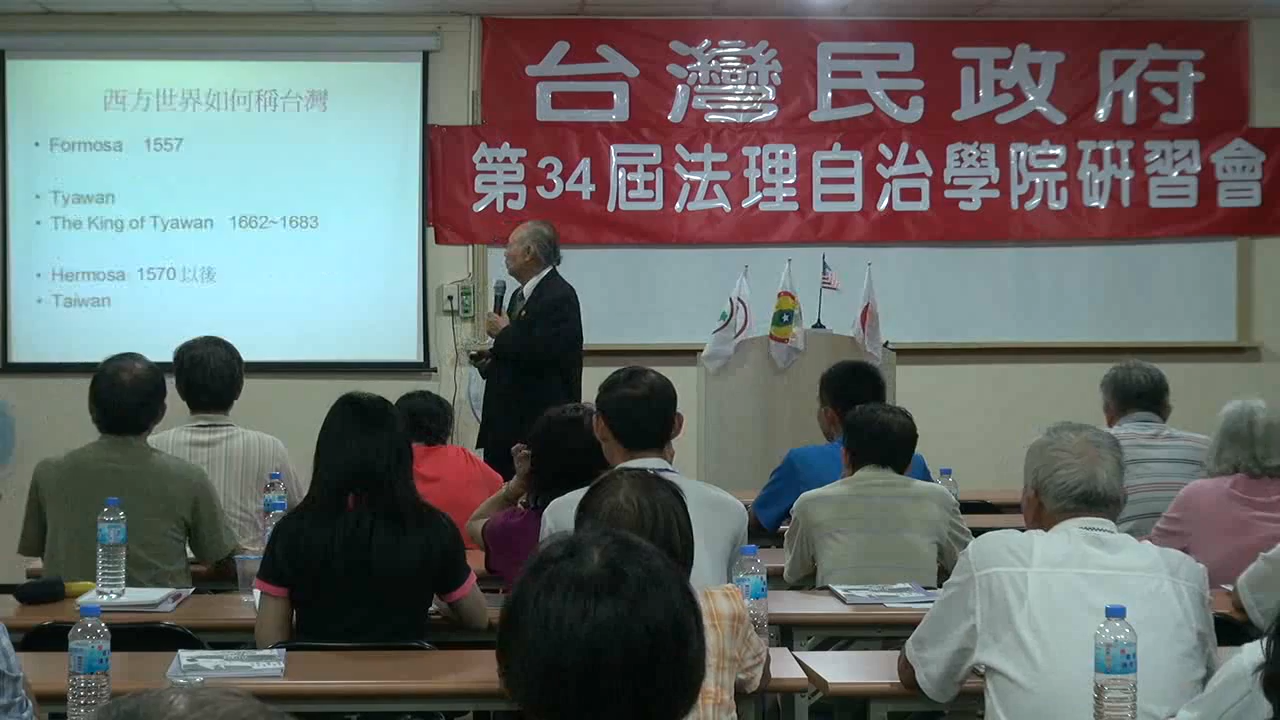 西方世界如何稱台灣
• Formosa 1557
• Tyawan
• The King of Tyawan 1662~1683
• Hermosa 1570 以後
• Taiwan
台灣民政府
第34屆法理自治學院研習會